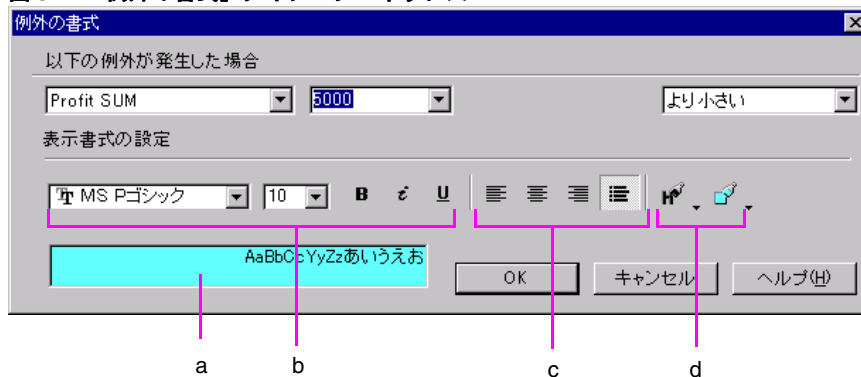 例外の書式
以下の例外が発生した場合
Profit SUM 5000 より小さい
表示書式の設定
MS Pゴシック 10 B i U
AaBbCcYyZzあいうえお
OK キャンセル ヘルプ(H)
a b c d